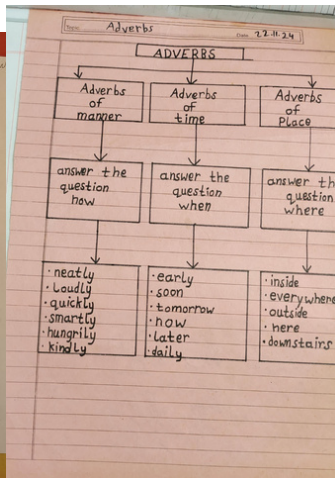 Topic: Adverbs
Date: 22.11.24
ADVERBS
Adverbs
of
manner
Adverbs
of
time
Adverbs
of
Place
answer the
question
how
answer the
question
when
answer th
question
where
· neatly
· Loudly
· quickly
· smartly
· hungrily
· kindly
· early
· soon
· tomorrow
· now
· later
· daily
· inside
· everywhere
· outside
· here
· downstairs